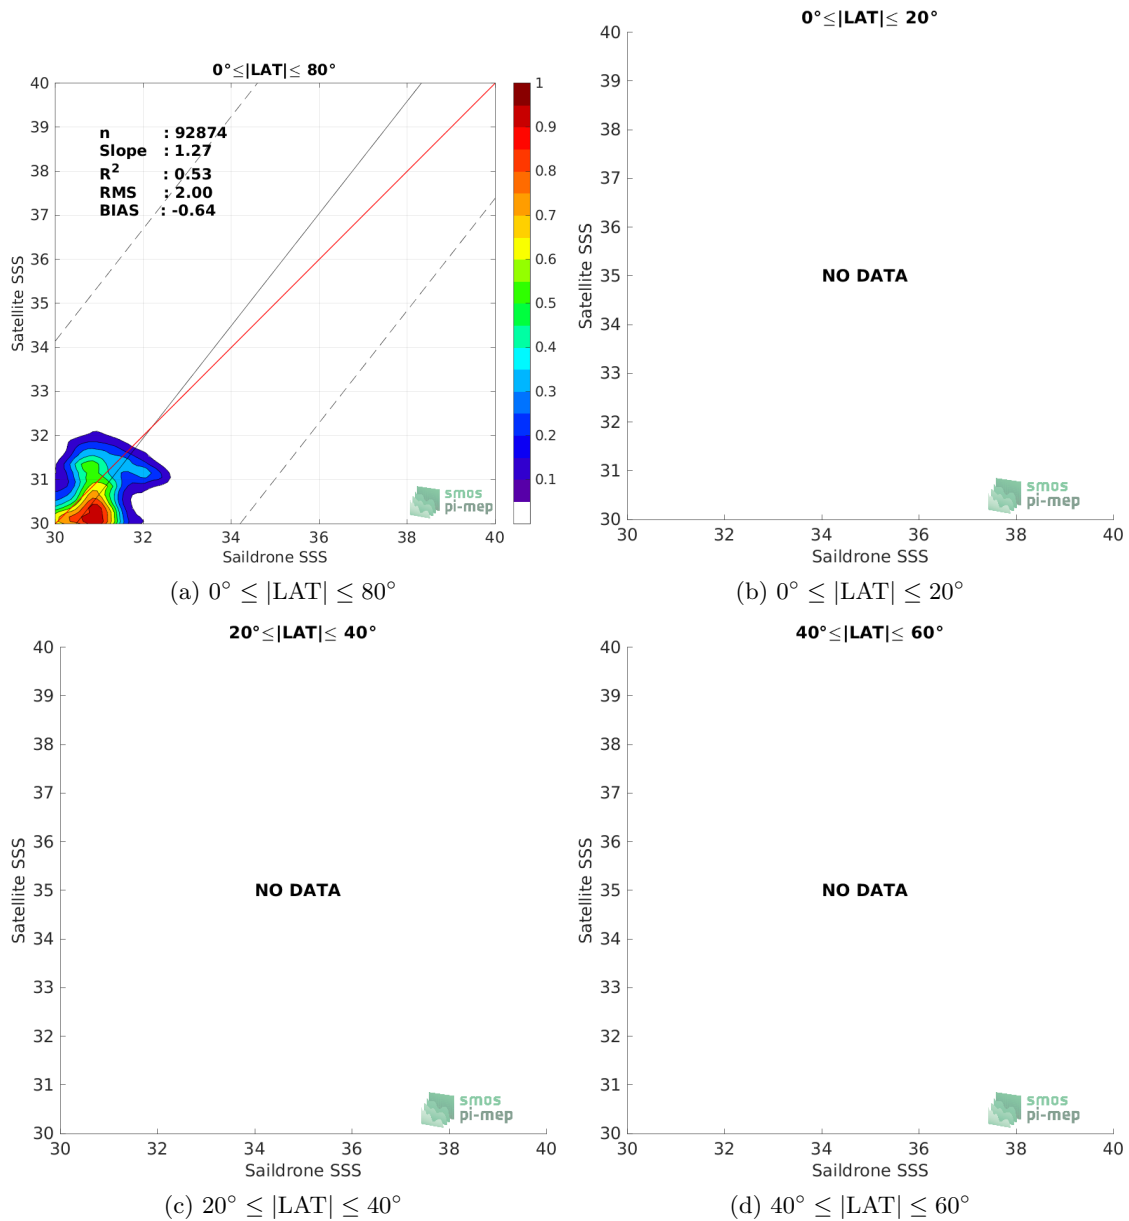 0°≤|LAT|≤ 80°
40
39
38
37
36
35
34
33
32
31
30
n : 92874
Slope : 1.27
R² : 0.53
RMS : 2.00
BIAS : -0.64
1
0.9
0.8
0.7
0.6
0.5
0.4
0.3
0.2
0.1
Satellite SSS
smos
pi-mep
30 32 34 36 38 40
Saildrone SSS
(a) 0° ≤ |LAT| ≤ 80°
0°≤|LAT|≤ 20°
40
39
38
37
36
35
34
33
32
31
30
Satellite SSS
NO DATA
smos
pi-mep
30 32 34 36 38 40
Saildrone SSS
(b) 0° ≤ |LAT| ≤ 20°
20°≤|LAT|≤ 40°
40
39
38
37
36
35
34
33
32
31
30
Satellite SSS
NO DATA
smos
pi-mep
30 32 34 36 38 40
Saildrone SSS
(c) 20° ≤ |LAT| ≤ 40°
40°≤|LAT|≤ 60°
40
39
38
37
36
35
34
33
32
31
30
Satellite SSS
NO DATA
smos
pi-mep
30 32 34 36 38 40
Saildrone SSS
(d) 40° ≤ |LAT| ≤ 60°